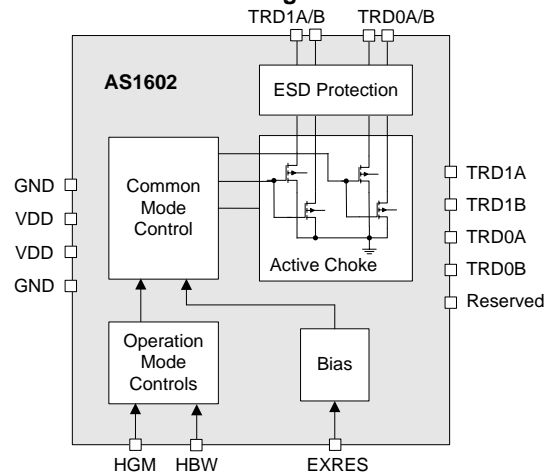 TRD1A/B TRD0A/B
AS1602
ESD Protection
Common
Mode
Control
Active Choke
GND
VDD
VDD
GND
TRD1A
TRD1B
TRD0A
TRD0B
Reserved
Operation
Mode
Controls
Bias
HGM HBW EXRES